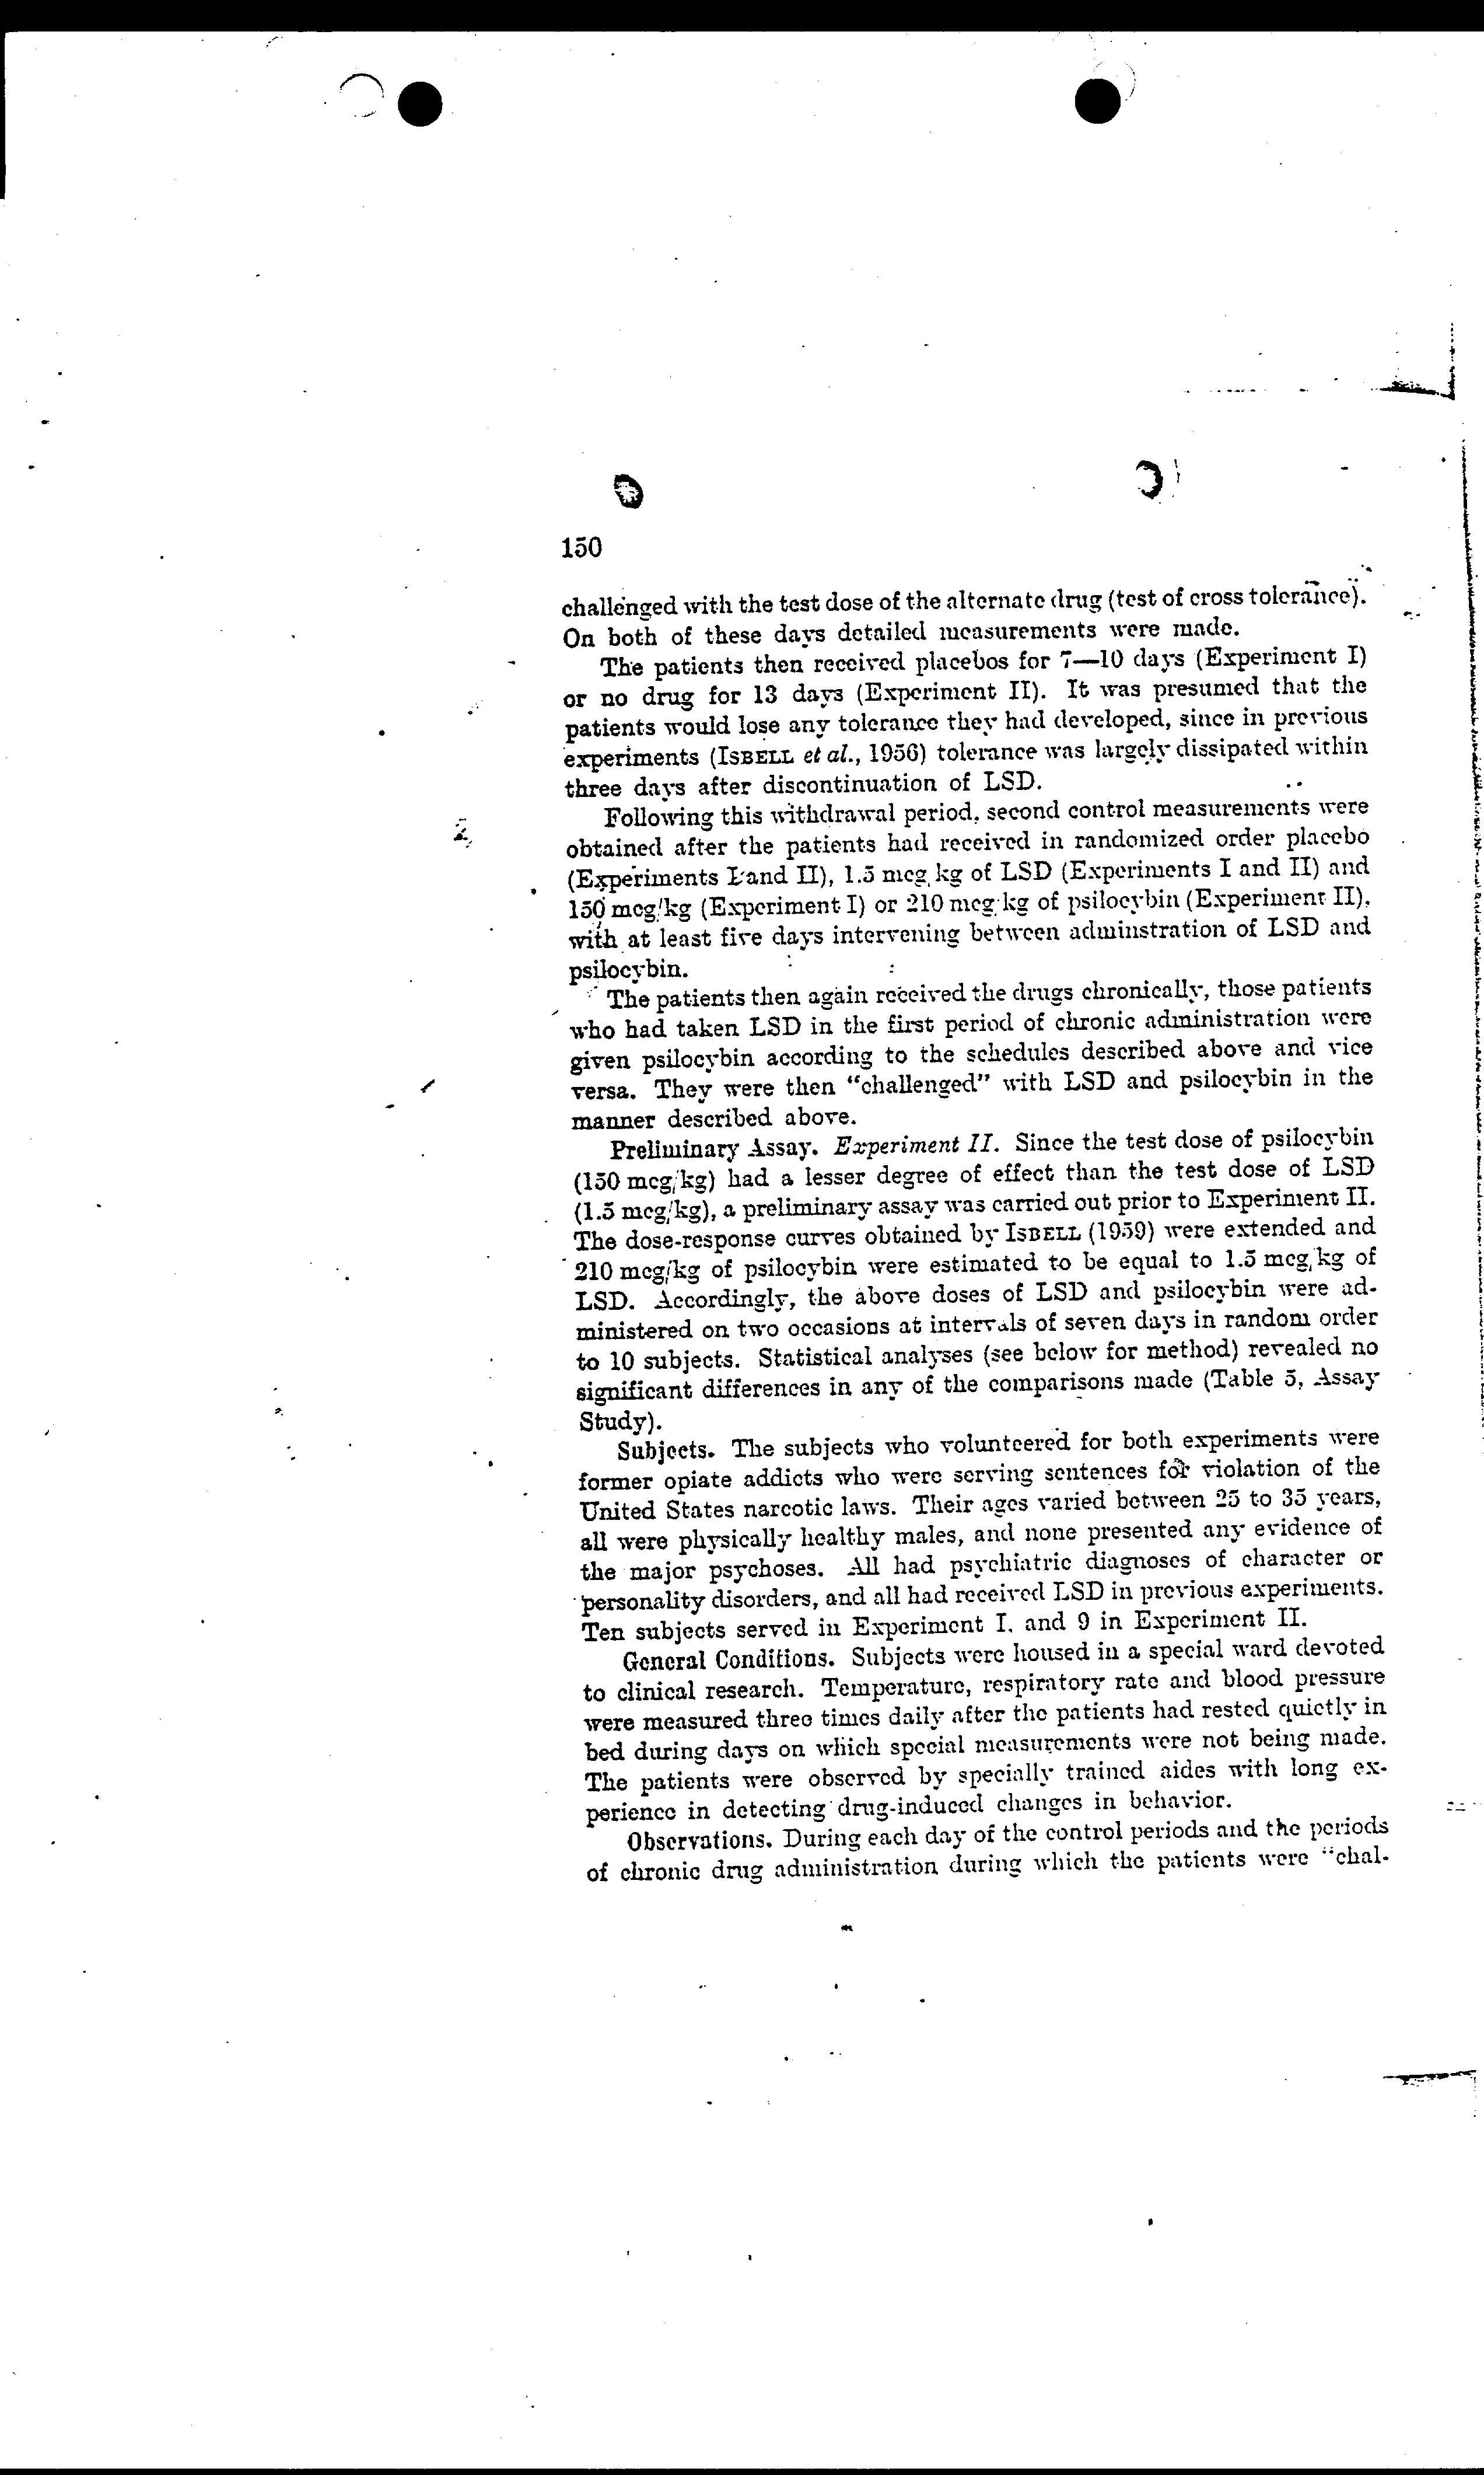 150
challenged with the test dose of the alternate drug (test of cross tolerance).
On both of these days detailed measurements were made.
The patients then received placebos for 7—10 days (Experiment I)
or no drug for 13 days (Experiment II). It was presumed that the
patients would lose any tolerance they had developed, since in previous
experiments (ISBELL et al., 1956) tolerance was largely dissipated within
three days after discontinuation of LSD.
Following this withdrawal period, second control measurements were
obtained after the patients had received in randomized order placebo
(Experiments I and II), 1.5 mcg/kg of LSD (Experiments I and II) and
150 mcg/kg (Experiment I) or 210 mcg/kg of psilocybin (Experiment II),
with at least five days intervening between adminstration of LSD and
psilocybin.
The patients then again received the drugs chronically, those patients
who had taken LSD in the first period of chronic administration were
given psilocybin according to the schedules described above and vice
versa. They were then “challenged” with LSD and psilocybin in the
manner described above.
Preliminary Assay. Experiment II. Since the test dose of psilocybin
(150 mcg/kg) had a lesser degree of effect than the test dose of LSD
(1.5 mcg/kg), a preliminary assay was carried out prior to Experiment II.
The dose-response curves obtained by ISBELL (1959) were extended and
210 mcg/kg of psilocybin were estimated to be equal to 1.5 mcg/kg of
LSD. Accordingly, the above doses of LSD and psilocybin were ad-
ministered on two occasions at intervals of seven days in random order
to 10 subjects. Statistical analyses (see below for method) revealed no
significant differences in any of the comparisons made (Table 5, Assay
Study).
Subjects. The subjects who volunteered for both experiments were
former opiate addicts who were serving sentences for violation of the
United States narcotic laws. Their ages varied between 25 to 35 years,
all were physically healthy males, and none presented any evidence of
the major psychoses. All had psychiatric diagnoses of character or
personality disorders, and all had received LSD in previous experiments.
Ten subjects served in Experiment I, and 9 in Experiment II.
General Conditions. Subjects were housed in a special ward devoted
to clinical research. Temperature, respiratory rate and blood pressure
were measured three times daily after the patients had rested quietly in
bed during days on which special measurements were not being made.
The patients were observed by specially trained aides with long ex-
perience in detecting drug-induced changes in behavior.
Observations. During each day of the control periods and the periods
of chronic drug administration during which the patients were “chal-